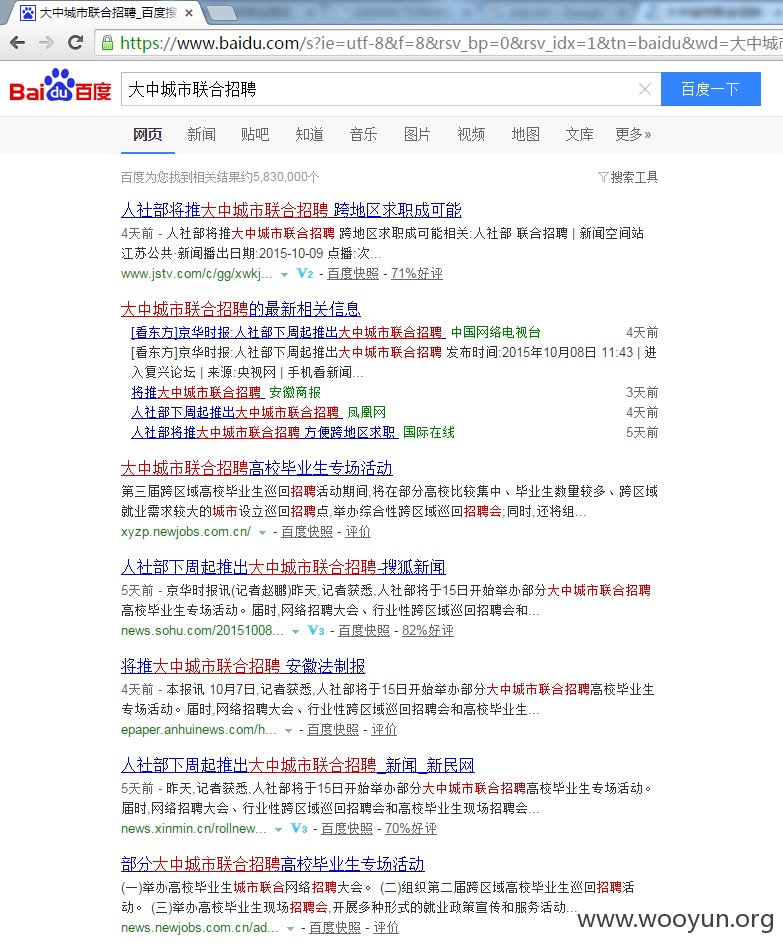 大中城市联合招聘_百度搜
https://www.baidu.com/s?ie=utf-8&f=8&rsv_bp=0&rsv_idx=1&tn=baidu&wd=大中城市
Bai du 百度
大中城市联合招聘
百度一下
网页 新闻 贴吧 知道 音乐 图片 视频 地图 文库 更多»
百度为您找到相关结果约5,830,000个 搜索工具
人社部将推大中城市联合招聘 跨地区求职成可能
4天前 - 人社部将推大中城市联合招聘 跨地区求职成可能相关:人社部 联合招聘 | 新闻空间站
江苏公共·新闻播出日期:2015-10-09 点播:次...
www.jstv.com/c/gg/xwkj... V2 - 百度快照 - 71%好评
大中城市联合招聘的最新相关信息
[看东方]京华时报:人社部下周起推出大中城市联合招聘 中国网络电视台 4天前
[看东方]京华时报:人社部下周起推出大中城市联合招聘 发布时间:2015年10月08日 11:43 | 进
入复兴论坛 | 来源:央视网 | 手机看新闻...
将推大中城市联合招聘 安徽商报 3天前
人社部下周起推出大中城市联合招聘 凤凰网 4天前
人社部将推大中城市联合招聘 方便跨地区求职 国际在线 5天前
大中城市联合招聘高校毕业生专场活动
第三届跨区域高校毕业生巡回招聘活动期间,将在部分高校比较集中、毕业生数量较多、跨区域
就业需求较大的城市设立巡回招聘点,举办综合性跨区域巡回招聘会;同时,还将组...
xyzp.newjobs.com.cn/ - 百度快照 - 评价
人社部下周起推出大中城市联合招聘-搜狐新闻
5天前 - 京华时报讯(记者赵鹏)昨天,记者获悉,人社部将于15日开始举办部分大中城市联合招聘
高校毕业生专场活动。届时,网络招聘大会、行业性跨区域巡回招聘会和...
news.sohu.com/20151008... V3 - 百度快照 - 82%好评
将推大中城市联合招聘 安徽法制报
4天前 - 本报讯 10月7日,记者获悉,人社部将于15日开始举办部分大中城市联合招聘高校毕业生
专场活动。届时,网络招聘大会、行业性跨区域巡回招聘会和高校毕业生...
epaper.anhuinews.com/h... - 百度快照 - 评价
人社部下周起推出大中城市联合招聘_新闻_新民网
5天前 - 昨天,记者获悉,人社部将于15日开始举办部分大中城市联合招聘高校毕业生专场活动。
届时,网络招聘大会、行业性跨区域巡回招聘会和高校毕业生现场招聘会...
news.xinmin.cn/rollnew... V3 - 百度快照 - 70%好评
部分大中城市联合招聘高校毕业生专场活动
(一)举办高校毕业生城市联合网络招聘大会。 (二)组织第二届跨区域高校毕业生巡回招聘活
动。 (三)举办高校毕业生现场招聘会,开展多种形式的就业政策宣传和服务活动...
news.newjobs.com.cn/ad... - 百度快照 - 评价
www.wooyun.org